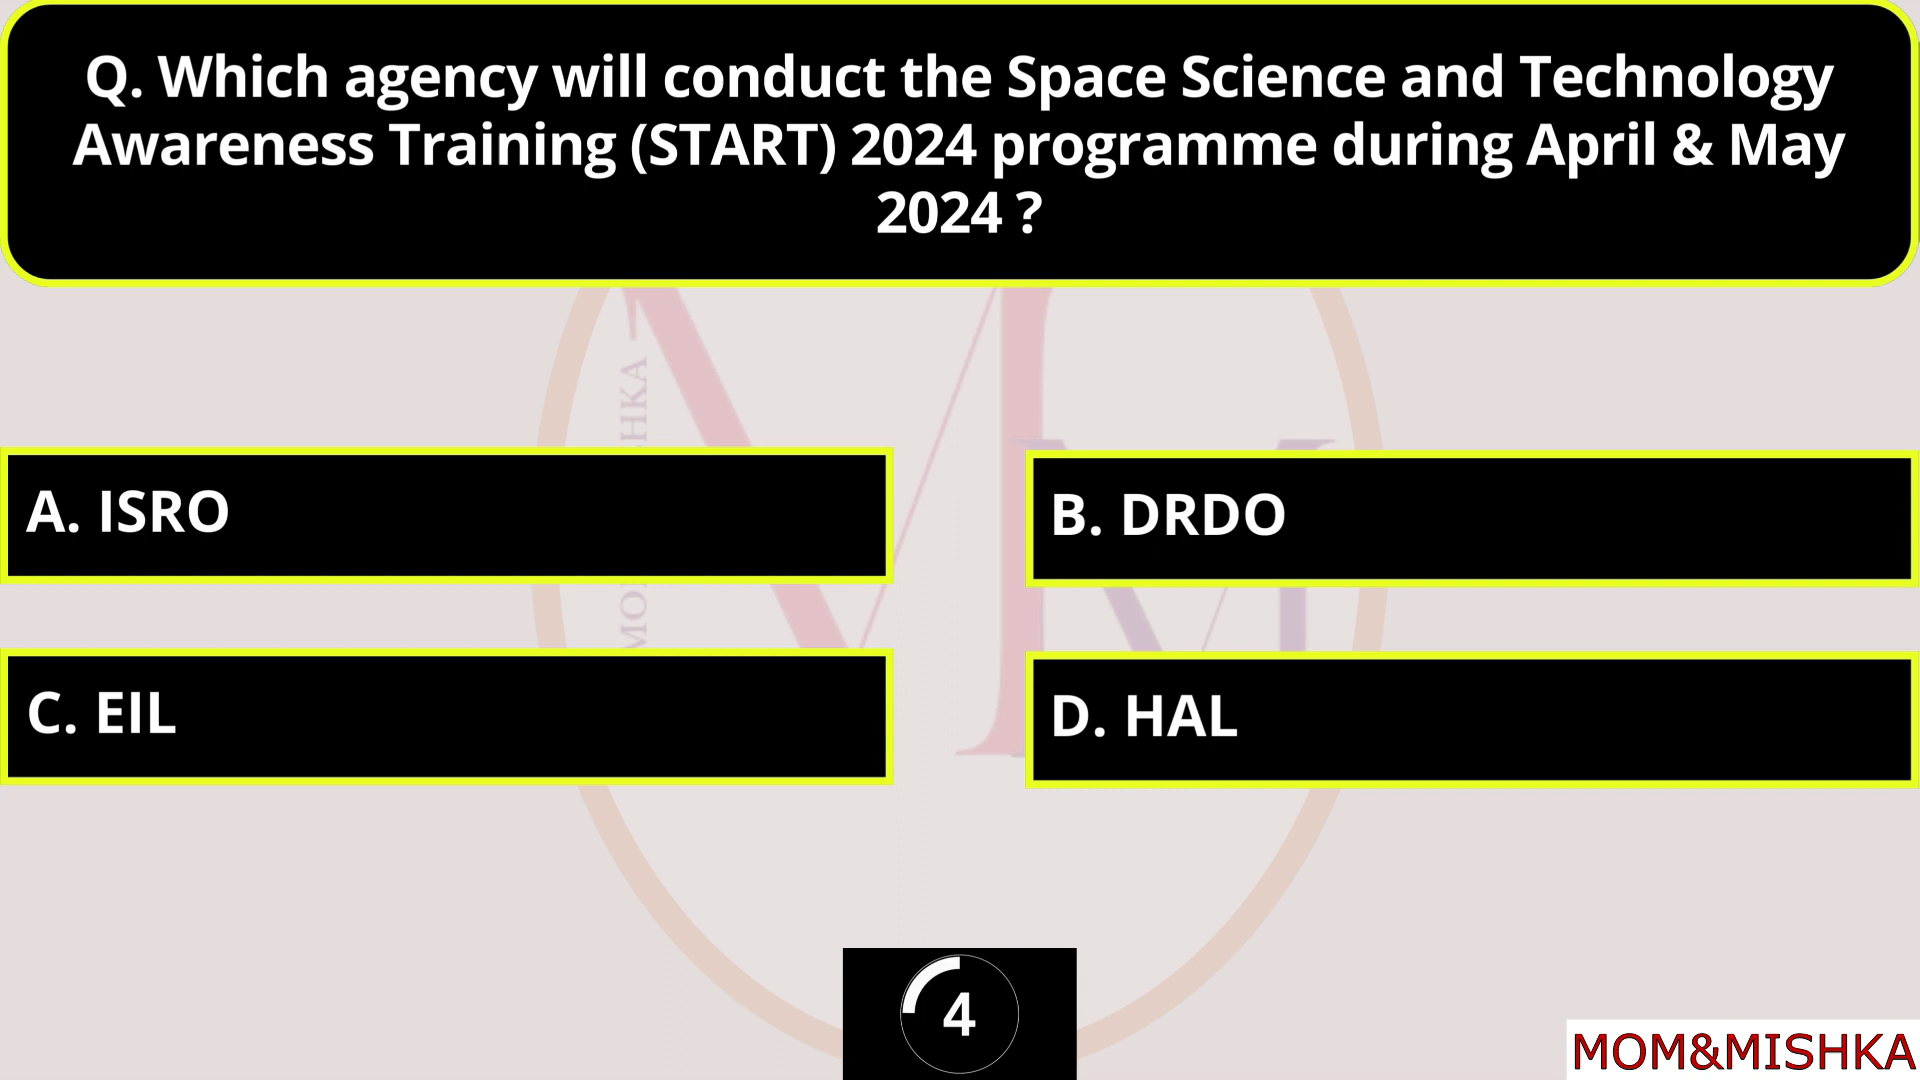 Q. Which agency will conduct the Space Science and Technology
Awareness Training (START) 2024 programme during April & May
2024 ?
A. ISRO
B. DRDO
C. EIL
D. HAL
4
MOM&MISHKA